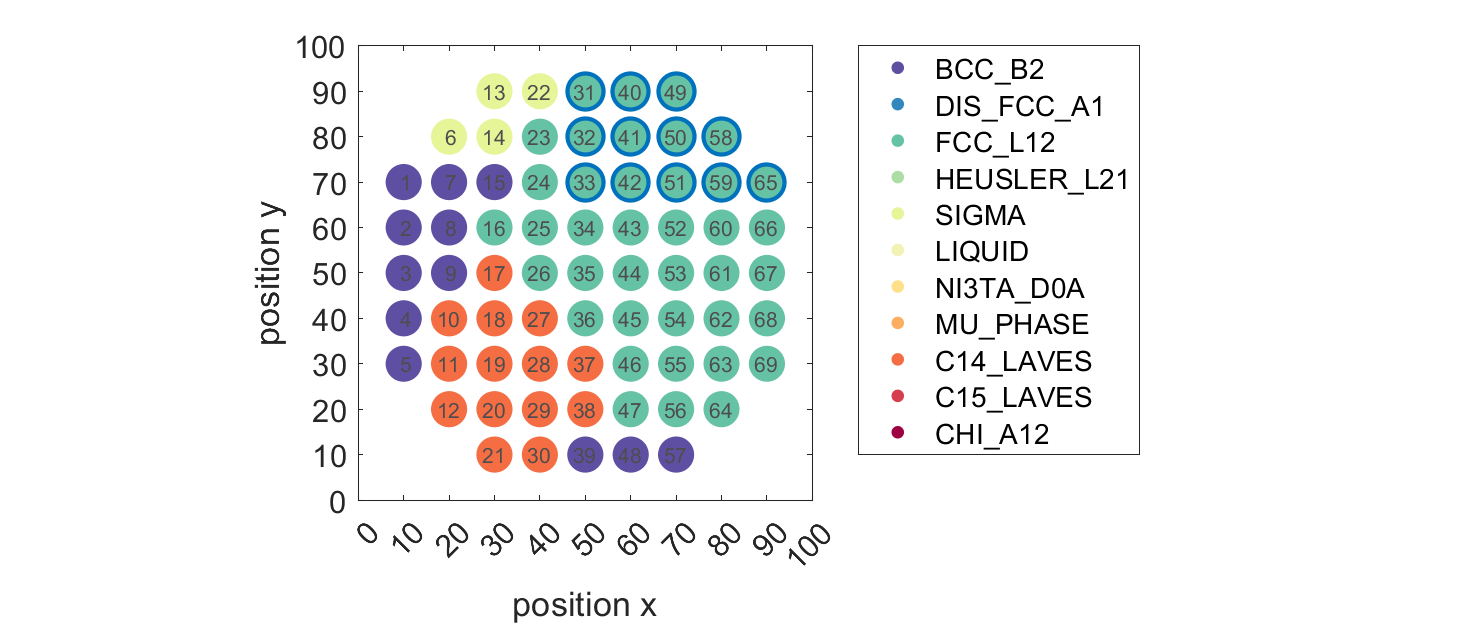 100
90 13 22 31 40 49
80 6 14 23 32 41 50 58
70 1 7 15 24 33 42 51 59 65
60 2 8 16 25 34 43 52 60 66
50 3 9 17 26 35 44 53 61 67
40 4 10 18 27 36 45 54 62 68
30 5 11 19 28 37 46 55 63 69
20 12 20 29 38 47 56 64
10 21 30 39 48 57
0
position y
0 10 20 30 40 50 60 70 80 90 100
position x
BCC_B2
DIS_FCC_A1
FCC_L12
HEUSLER_L21
SIGMA
LIQUID
NI3TA_D0A
MU_PHASE
C14_LAVES
C15_LAVES
CHI_A12